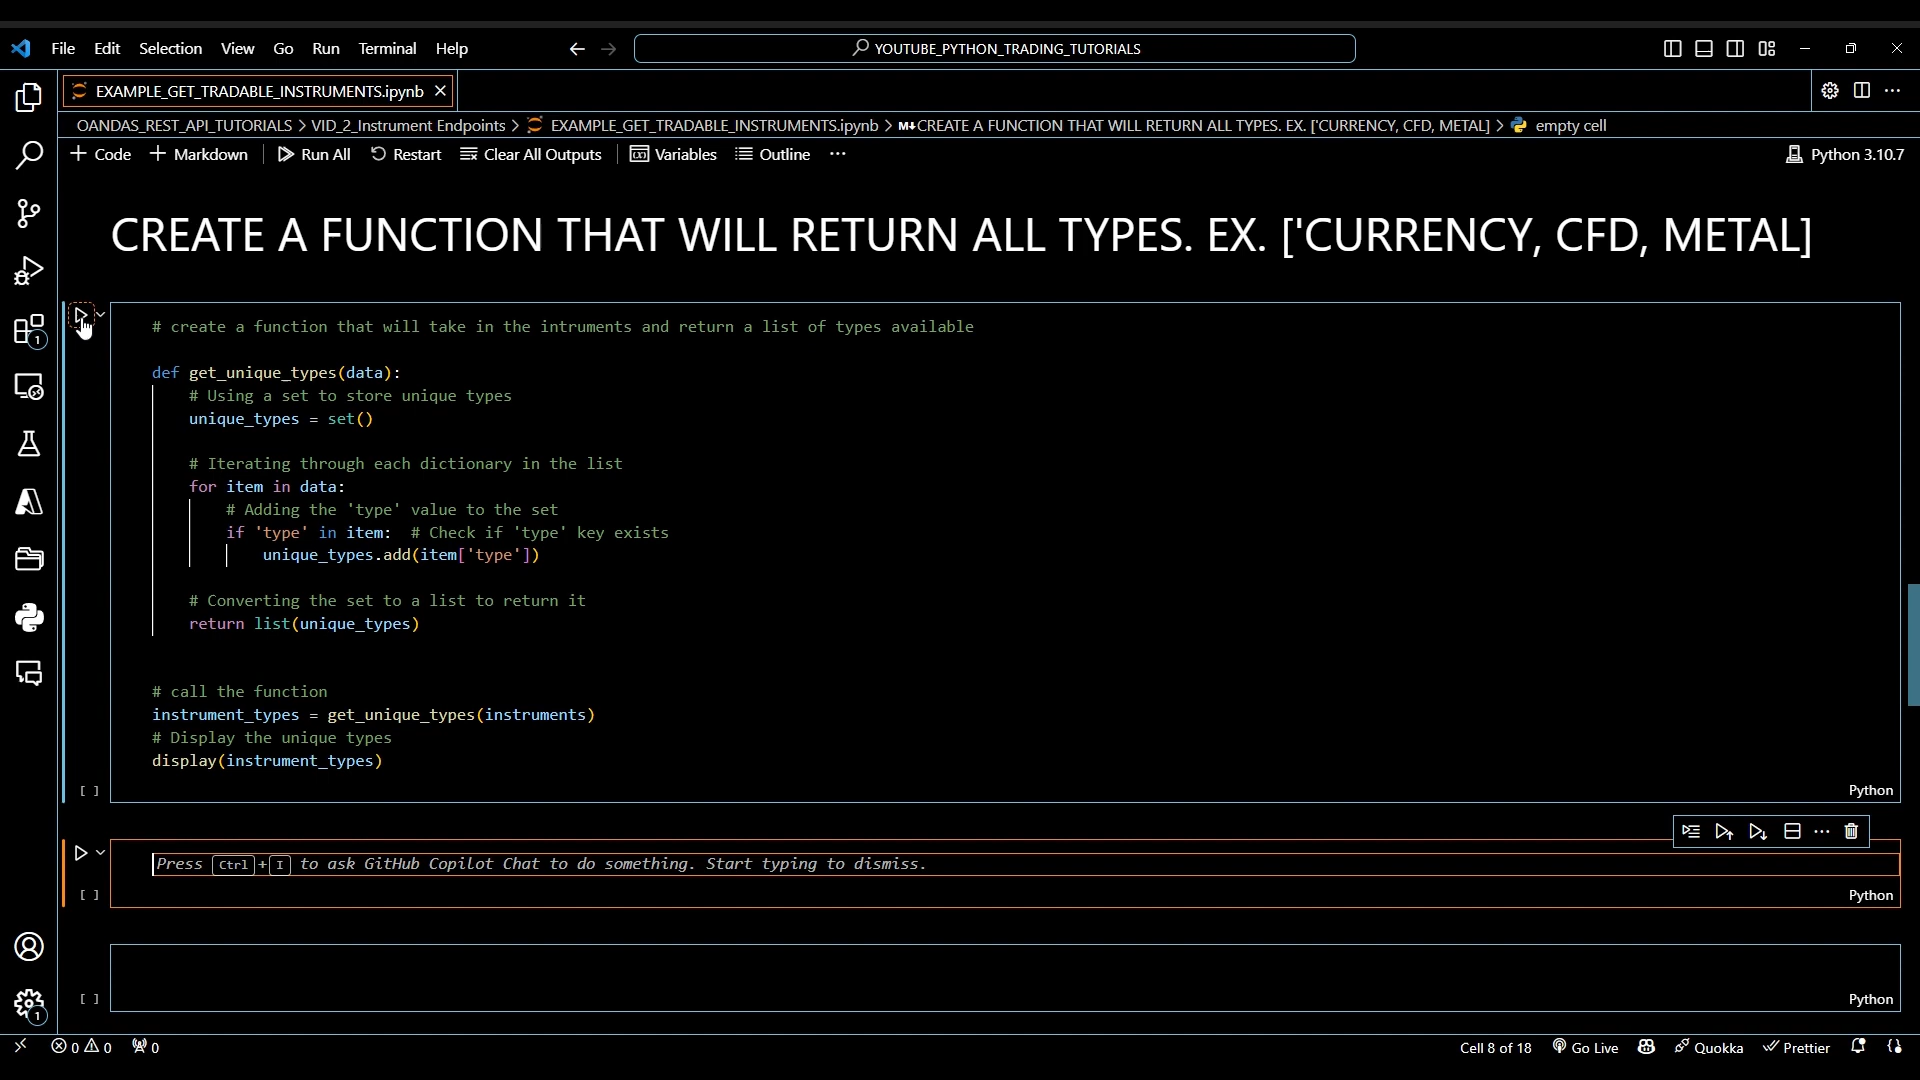 File Edit Selection View Go Run Terminal Help
YOUTUBE_PYTHON_TRADING_TUTORIALS
EXAMPLE_GET_TRADABLE_INSTRUMENTS.ipynb
OANDAS_REST_API_TUTORIALS > VID_2_Instrument Endpoints > EXAMPLE_GET_TRADABLE_INSTRUMENTS.ipynb > M↓CREATE A FUNCTION THAT WILL RETURN ALL TYPES. EX. ['CURRENCY, CFD, METAL] > empty cell
+ Code + Markdown Run All Restart Clear All Outputs Variables Outline ... Python 3.10.7
CREATE A FUNCTION THAT WILL RETURN ALL TYPES. EX. ['CURRENCY, CFD, METAL]
# create a function that will take in the intruments and return a list of types available
def get_unique_types(data):
# Using a set to store unique types
unique_types = set()
# Iterating through each dictionary in the list
for item in data:
# Adding the 'type' value to the set
if 'type' in item: # Check if 'type' key exists
unique_types.add(item['type'])
# Converting the set to a list to return it
return list(unique_types)
# call the function
instrument_types = get_unique_types(instruments)
# Display the unique types
display(instrument_types)
[ ] Python
Press Ctrl + I to ask GitHub Copilot Chat to do something. Start typing to dismiss.
[ ] Python
[ ] Python
1
1
0 0 0 Cell 8 of 18 Go Live Quokka Prettier